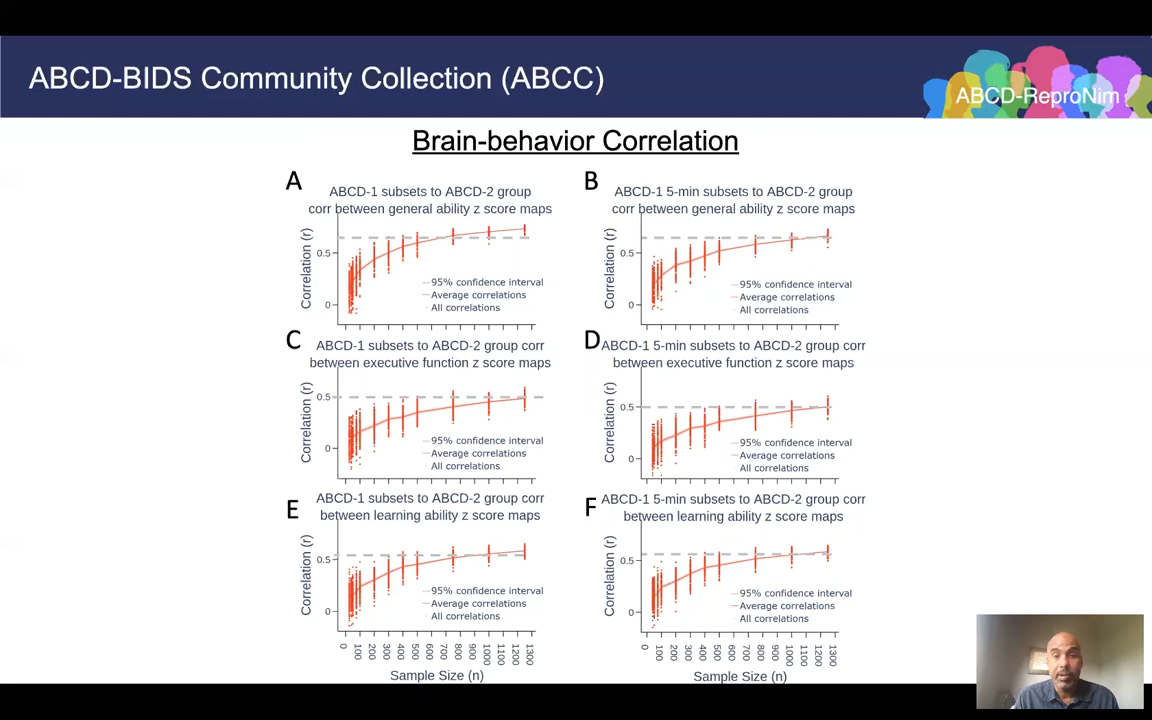 ABCD-BIDS Community Collection (ABCC)
ABCD-ReproNim
Brain-behavior Correlation
A
ABCD-1 subsets to ABCD-2 group
corr between general ability z score maps
Correlation (r)
0.5
0
95% confidence interval
Average correlations
All correlations
B
ABCD-1 5-min subsets to ABCD-2 group
corr between general ability z score maps
Correlation (r)
0.5
0
95% confidence interval
Average correlations
All correlations
C
ABCD-1 subsets to ABCD-2 group corr
between executive function z score maps
Correlation (r)
0.5
0
95% confidence interval
Average correlations
All correlations
D
ABCD-1 5-min subsets to ABCD-2 group corr
between executive function z score maps
Correlation (r)
0.5
0
95% confidence interval
Average correlations
All correlations
E
ABCD-1 subsets to ABCD-2 group corr
between learning ability z score maps
Correlation (r)
0.5
0
95% confidence interval
Average correlations
All correlations
0 100 200 300 400 500 600 700 800 900 1000 1100 1200 1300
Sample Size (n)
F
ABCD-1 5-min subsets to ABCD-2 group corr
between learning ability z score maps
Correlation (r)
0.5
0
95% confidence interval
Average correlations
All correlations
0 100 200 300 400 500 600 700 800 900 1000 1100 1200 1300
Sample Size (n)